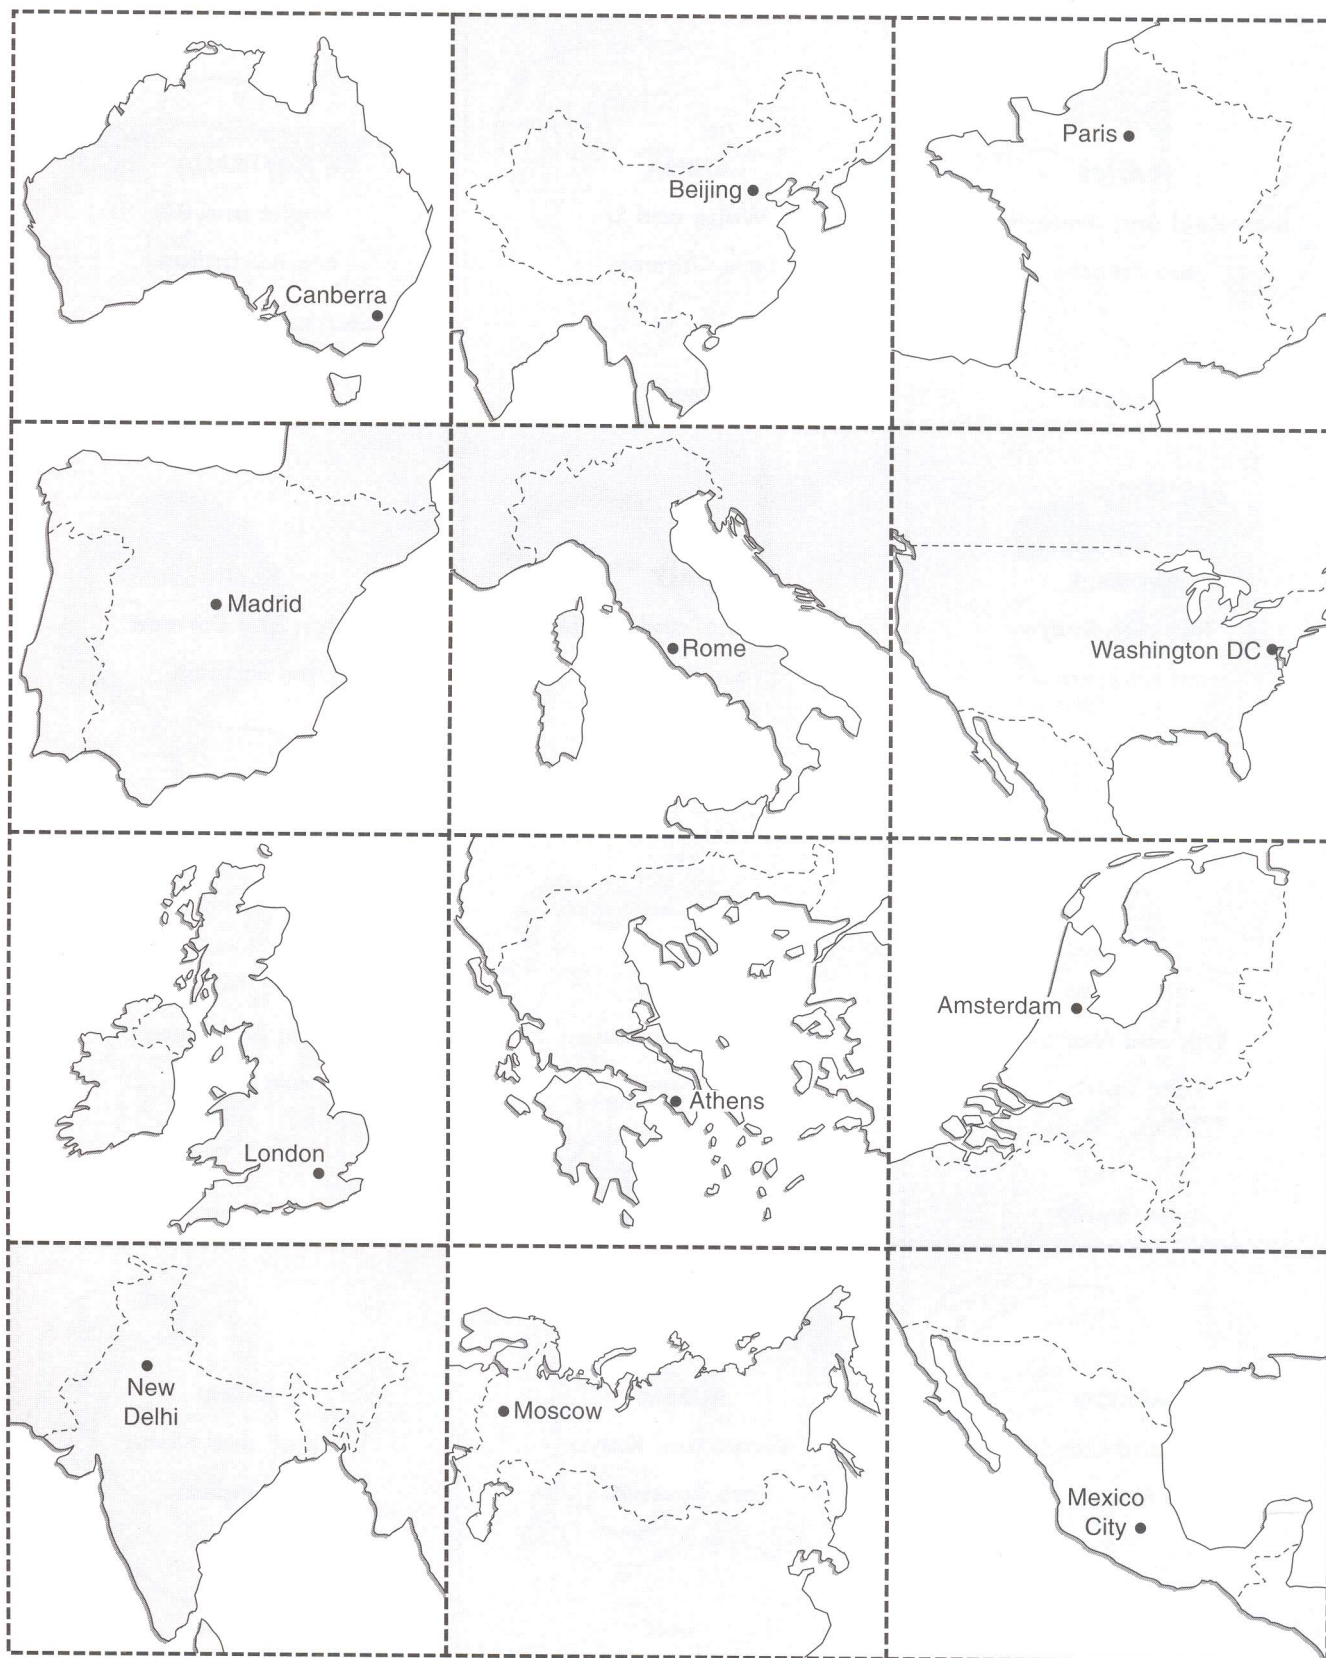 Canberra
Beijing
Paris
Madrid
Rome
Washington DC
London
Athens
Amsterdam
New
Delhi
Moscow
Mexico
City